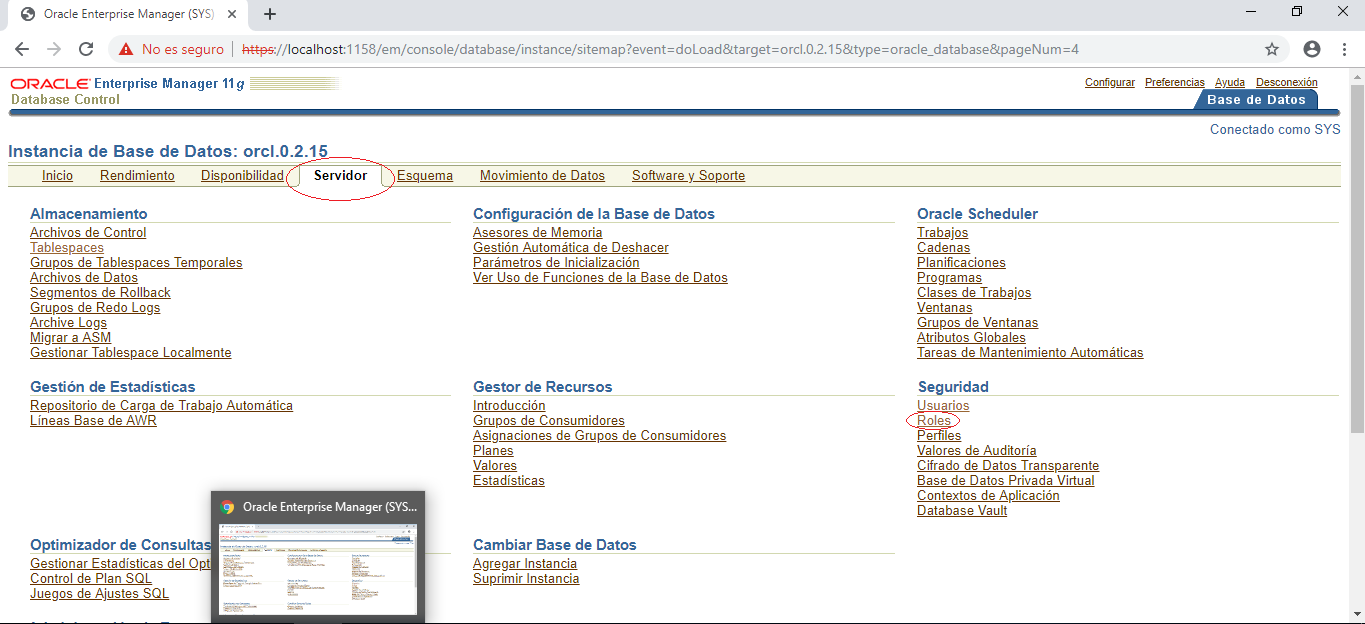 Oracle Enterprise Manager (SYS)
No es seguro https://localhost:1158/em/console/database/instance/sitemap?event=doLoad&target=orcl.0.2.15&type=oracle_database&pageNum=4
ORACLE Enterprise Manager 11g
Database Control
Configurar Preferencias Ayuda Desconexión
Base de Datos
Conectado como SYS
Instancia de Base de Datos: orcl.0.2.15
Inicio Rendimiento Disponibilidad Servidor Esquema Movimiento de Datos Software y Soporte
Almacenamiento
Archivos de Control
Tablespaces
Grupos de Tablespaces Temporales
Archivos de Datos
Segmentos de Rollback
Grupos de Redo Logs
Archive Logs
Migrar a ASM
Gestionar Tablespace Localmente
Configuración de la Base de Datos
Asesores de Memoria
Gestión Automática de Deshacer
Parámetros de Inicialización
Ver Uso de Funciones de la Base de Datos
Oracle Scheduler
Trabajos
Cadenas
Planificaciones
Programas
Clases de Trabajos
Ventanas
Grupos de Ventanas
Atributos Globales
Tareas de Mantenimiento Automáticas
Gestión de Estadísticas
Repositorio de Carga de Trabajo Automática
Líneas Base de AWR
Gestor de Recursos
Introducción
Grupos de Consumidores
Asignaciones de Grupos de Consumidores
Planes
Valores
Estadísticas
Seguridad
Usuarios
Roles
Perfiles
Valores de Auditoría
Cifrado de Datos Transparente
Base de Datos Privada Virtual
Contextos de Aplicación
Database Vault
Oracle Enterprise Manager (SYS...
Optimizador de Consultas
Gestionar Estadísticas del Opt
Control de Plan SQL
Juegos de Ajustes SQL
Cambiar Base de Datos
Agregar Instancia
Suprimir Instancia